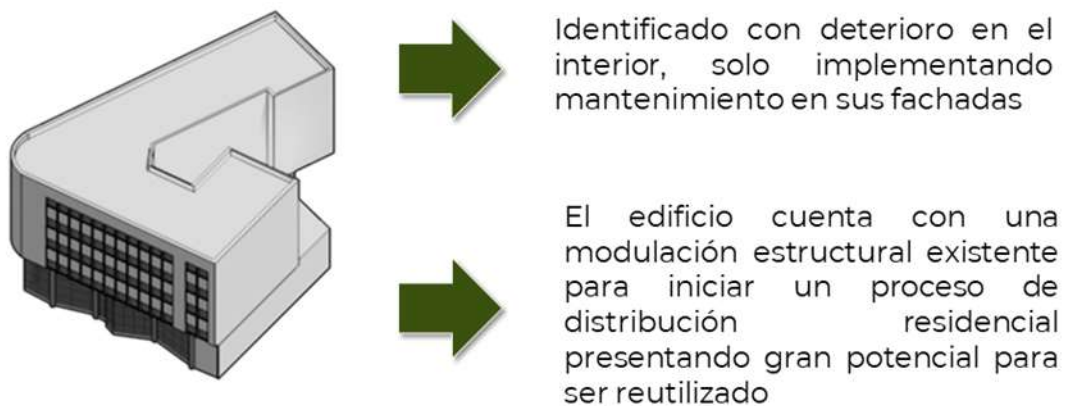 Identificado con deterioro en el
interior, solo implementando
mantenimiento en sus fachadas
El edificio cuenta con una
modulación estructural existente
para iniciar un proceso de
distribución residencial
presentando gran potencial para
ser reutilizado